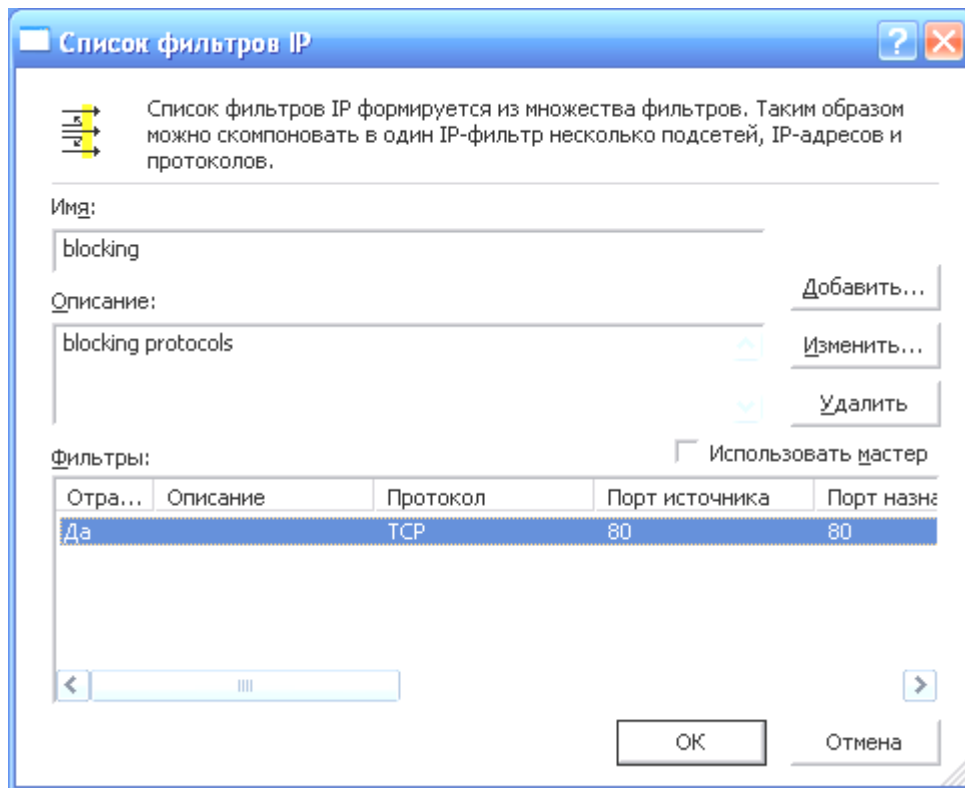 Список фильтров IP
Список фильтров IP формируется из множества фильтров. Таким образом
можно скомпоновать в один IP-фильтр несколько подсетей, IP-адресов и
протоколов.
Имя:
blocking
Добавить...
Описание:
blocking protocols
Изменить...
Удалить
Фильтры:
Использовать мастер
Отра... Описание Протокол Порт источника Порт назна
Да TCP 80 80
ОК Отмена